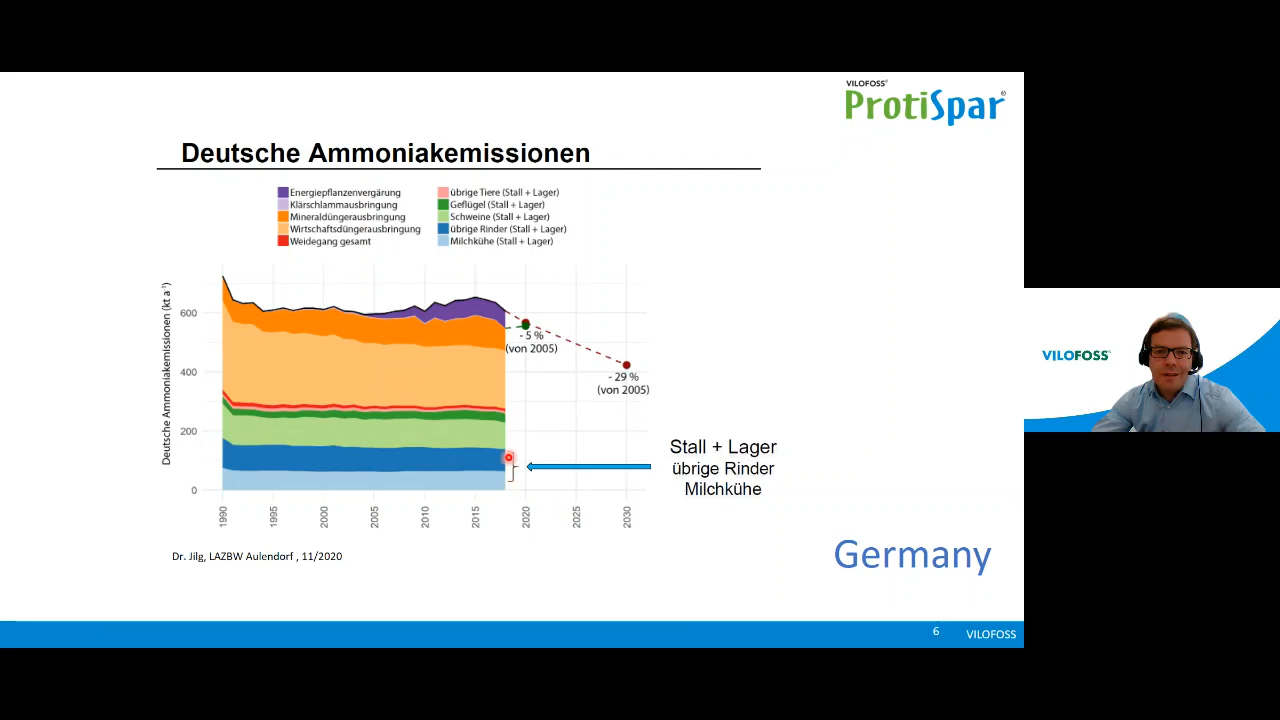 VILOFOSS®
ProtiSpar®
Deutsche Ammoniakemissionen
Energiepflanzenvergärung
Klärschlammausbringung
Mineraldüngerausbringung
Wirtschaftsdüngerausbringung
Weidegang gesamt
übrige Tiere (Stall + Lager)
Geflügel (Stall + Lager)
Schweine (Stall + Lager)
übrige Rinder (Stall + Lager)
Milchkühe (Stall + Lager)
Deutsche Ammoniakemissionen (kt a⁻¹)
600
400
200
0
- 5 %
(von 2005)
- 29 %
(von 2005)
1990
1995
2000
2005
2010
2015
2020
2025
2030
Stall + Lager
übrige Rinder
Milchkühe
Dr. Jilg, LAZBW Aulendorf , 11/2020
Germany
6
VILOFOSS
VILOFOSS®